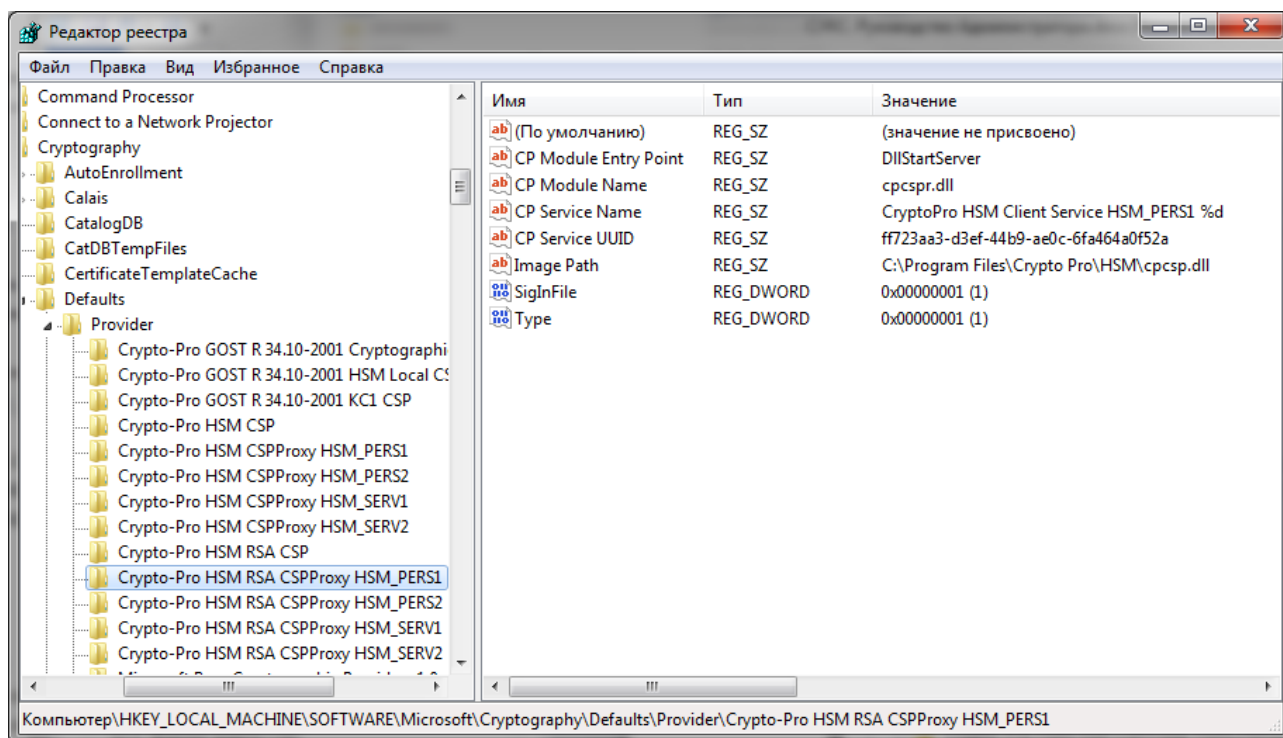 Редактор реестра
Файл Правка Вид Избранное Справка
Command Processor
Connect to a Network Projector
Cryptography
AutoEnrollment
Calais
CatalogDB
CatDBTempFiles
CertificateTemplateCache
Defaults
Provider
Crypto-Pro GOST R 34.10-2001 Cryptographi
Crypto-Pro GOST R 34.10-2001 HSM Local CS
Crypto-Pro GOST R 34.10-2001 KC1 CSP
Crypto-Pro HSM CSP
Crypto-Pro HSM CSPProxy HSM_PERS1
Crypto-Pro HSM CSPProxy HSM_PERS2
Crypto-Pro HSM CSPProxy HSM_SERV1
Crypto-Pro HSM CSPProxy HSM_SERV2
Crypto-Pro HSM RSA CSP
Crypto-Pro HSM RSA CSPProxy HSM_PERS1
Crypto-Pro HSM RSA CSPProxy HSM_PERS2
Crypto-Pro HSM RSA CSPProxy HSM_SERV1
Crypto-Pro HSM RSA CSPProxy HSM_SERV2
Имя Тип Значение
(По умолчанию) REG_SZ (значение не присвоено)
CP Module Entry Point REG_SZ DllStartServer
CP Module Name REG_SZ cpcspr.dll
CP Service Name REG_SZ CryptoPro HSM Client Service HSM_PERS1 %d
CP Service UUID REG_SZ ff723aa3-d3ef-44b9-ae0c-6fa464a0f52a
Image Path REG_SZ C:\Program Files\Crypto Pro\HSM\cpcsp.dll
SigInFile REG_DWORD 0x00000001 (1)
Type REG_DWORD 0x00000001 (1)
Компьютер\HKEY_LOCAL_MACHINE\SOFTWARE\Microsoft\Cryptography\Defaults\Provider\Crypto-Pro HSM RSA CSPProxy HSM_PERS1